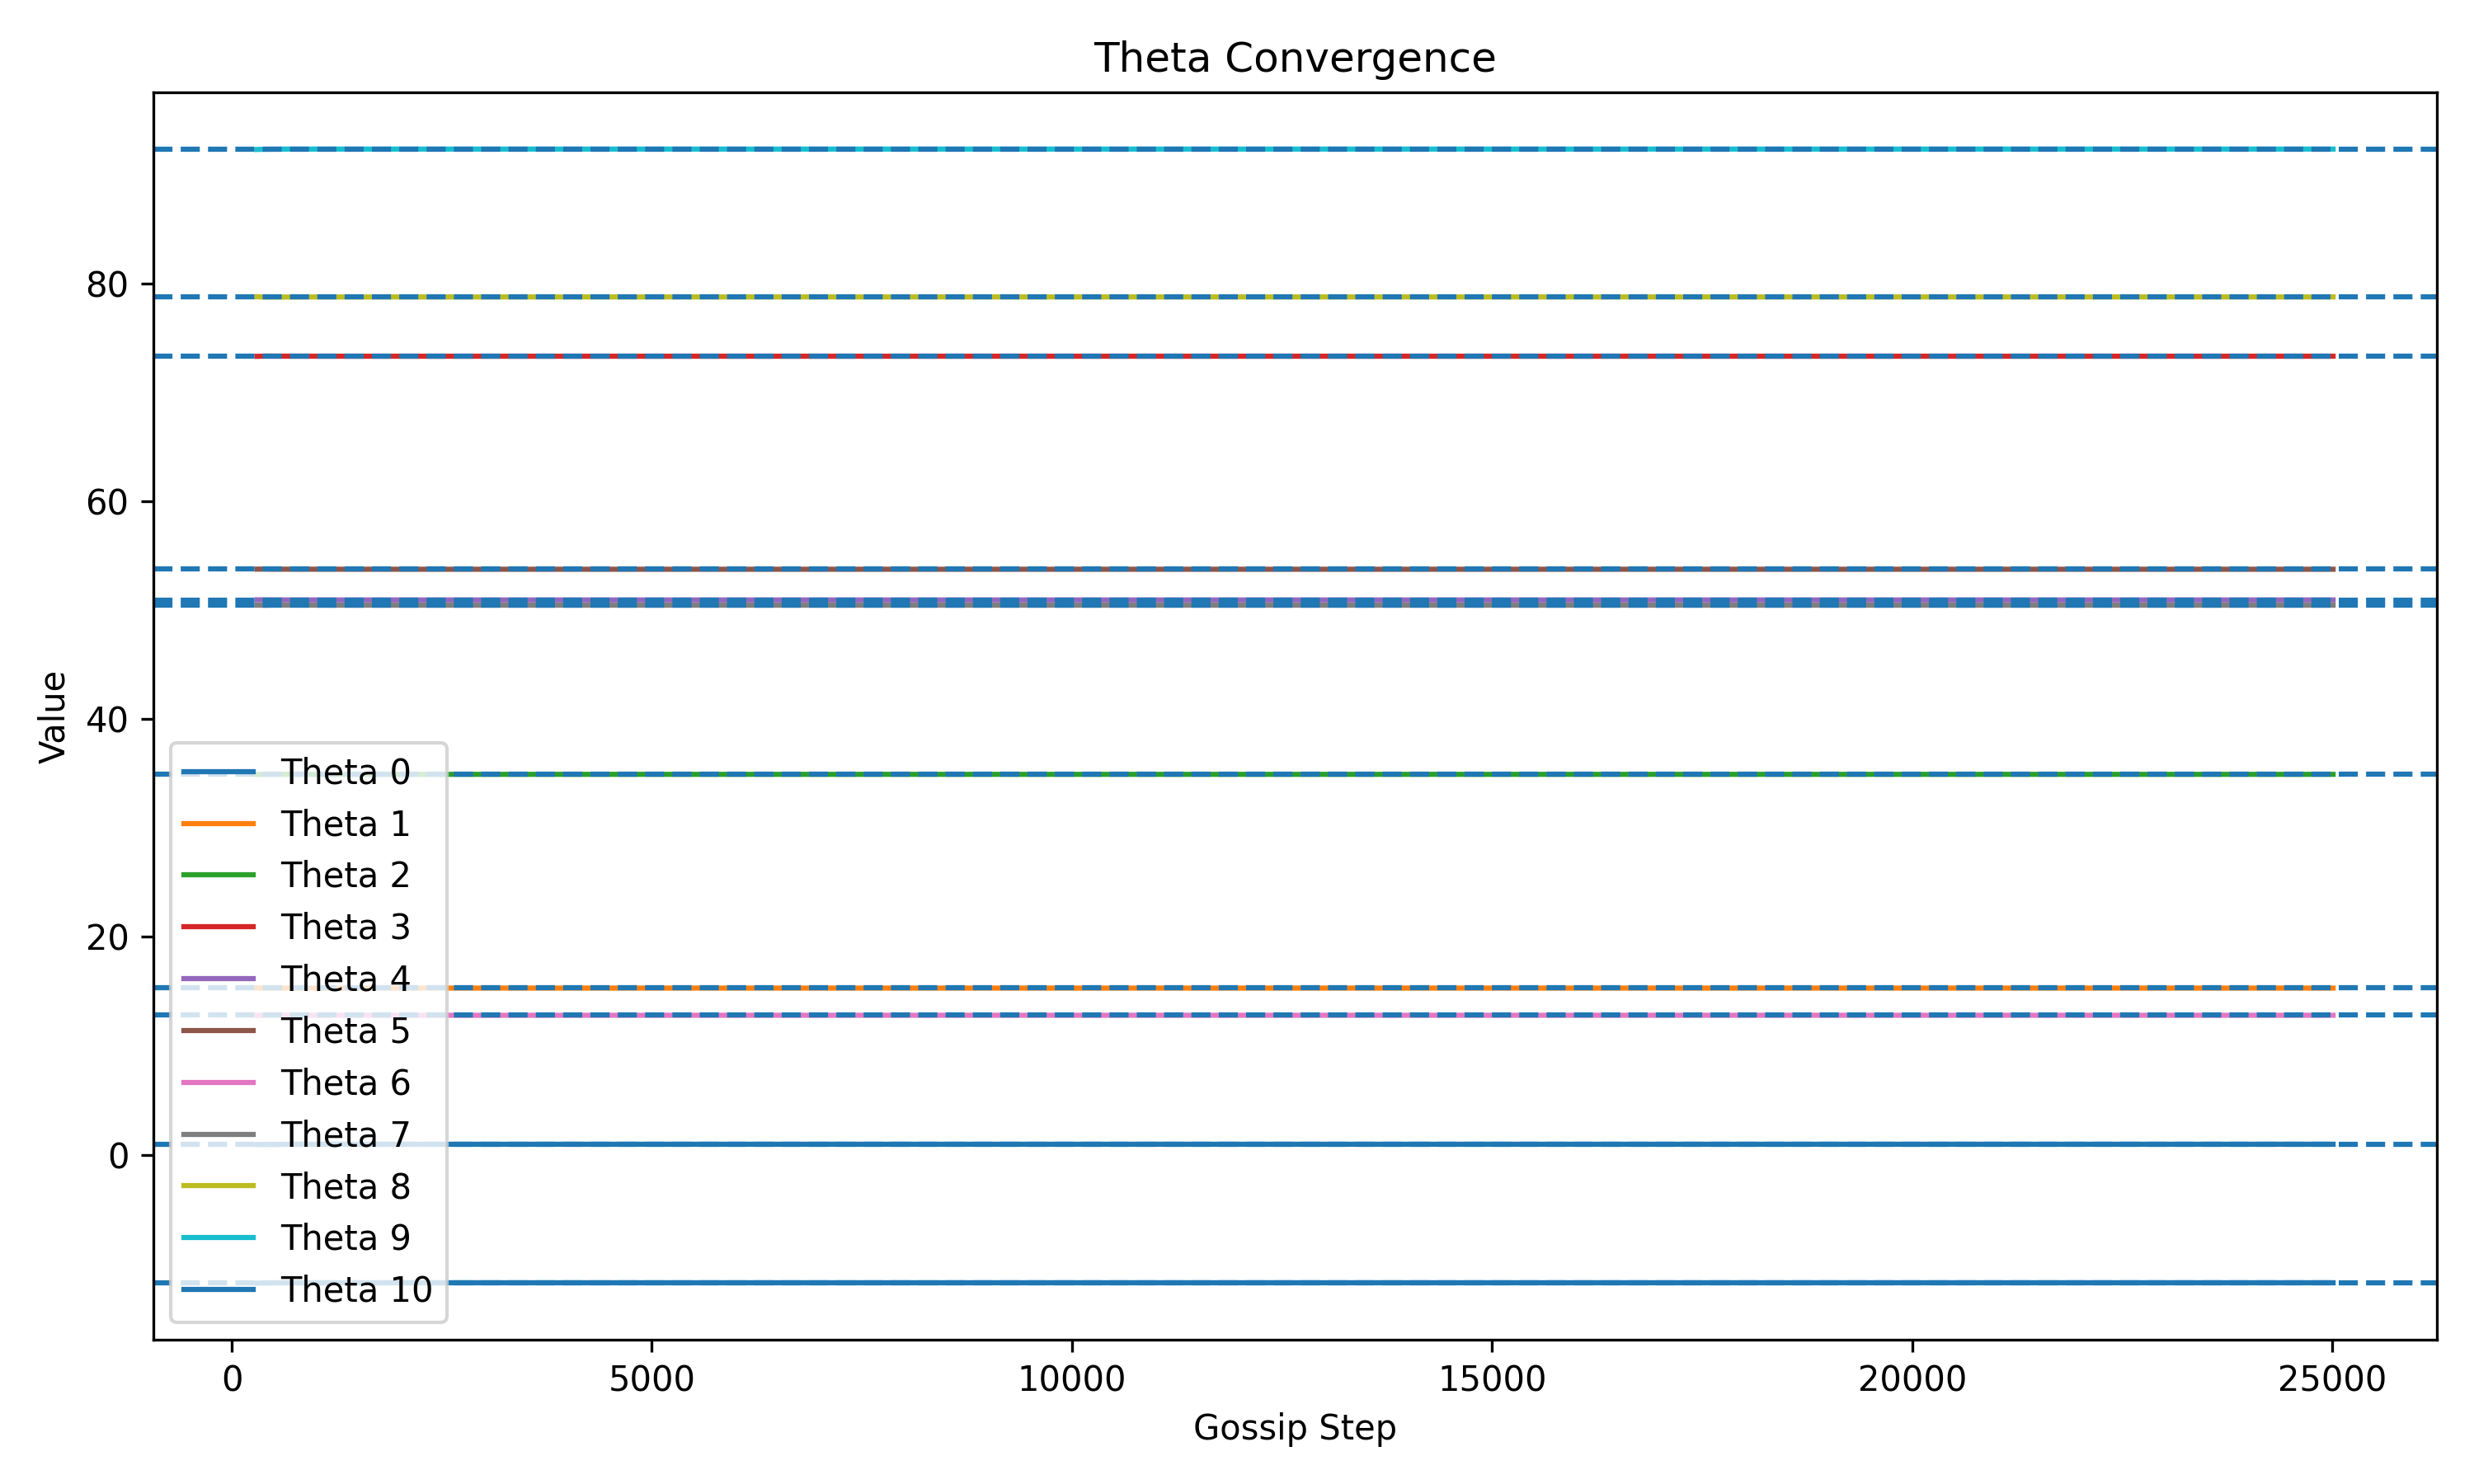 Theta Convergence
80
60
40
20
0
Value
Theta 0
Theta 1
Theta 2
Theta 3
Theta 4
Theta 5
Theta 6
Theta 7
Theta 8
Theta 9
Theta 10
0
5000
10000
15000
20000
25000
Gossip Step